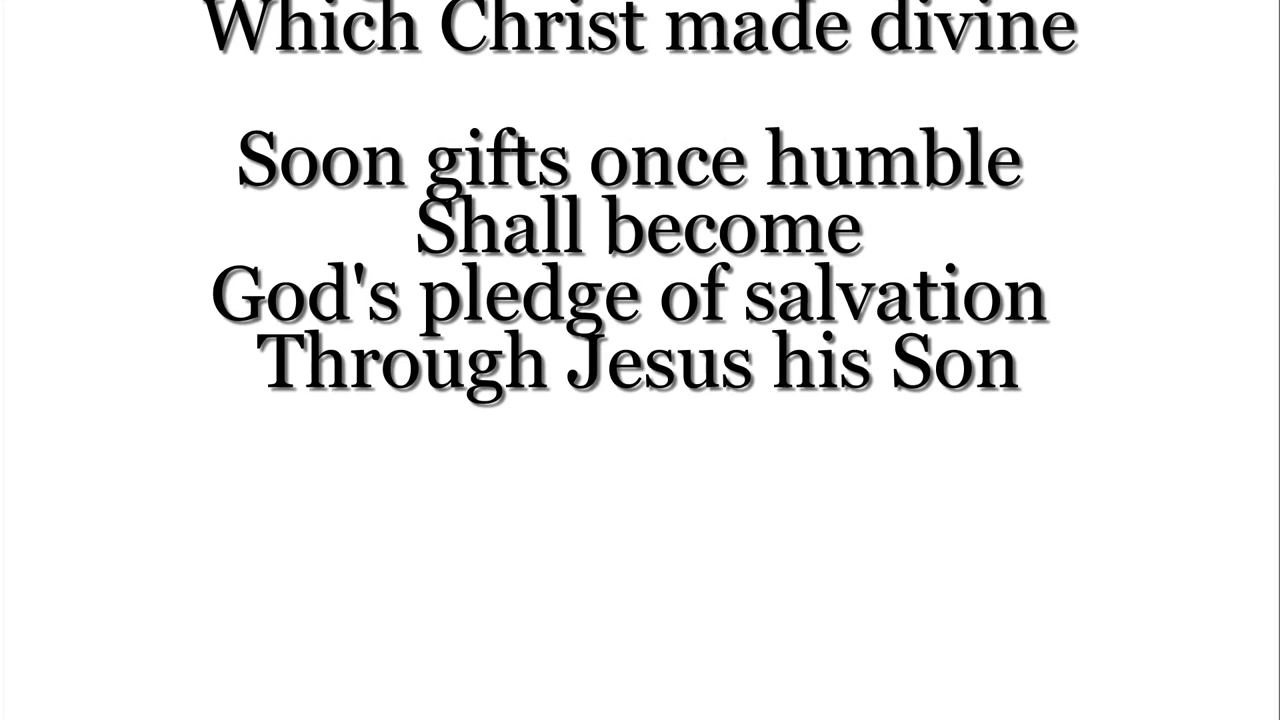 Which Christ made divine
Soon gifts once humble
Shall become
God's pledge of salvation
Through Jesus his Son